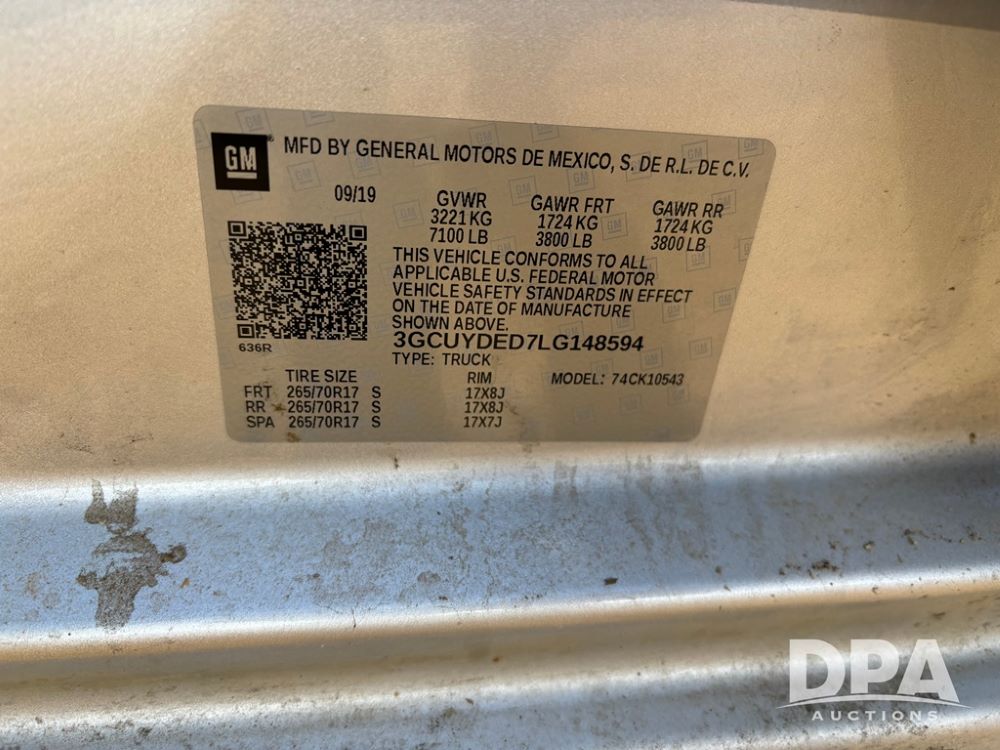 GM ® MFD BY GENERAL MOTORS DE MEXICO, S. DE R.L. DE C.V.
09/19 GVWR GAWR FRT GAWR RR
3221 KG 1724 KG 1724 KG
7100 LB 3800 LB 3800 LB
THIS VEHICLE CONFORMS TO ALL
APPLICABLE U.S. FEDERAL MOTOR
VEHICLE SAFETY STANDARDS IN EFFECT
ON THE DATE OF MANUFACTURE
SHOWN ABOVE.
636R
3GCUYDED7LG148594
TYPE: TRUCK
TIRE SIZE RIM MODEL: 74CK10543
FRT 265/70R17 S 17X8J
RR 265/70R17 S 17X8J
SPA 265/70R17 S 17X7J
DPA
AUCTIONS